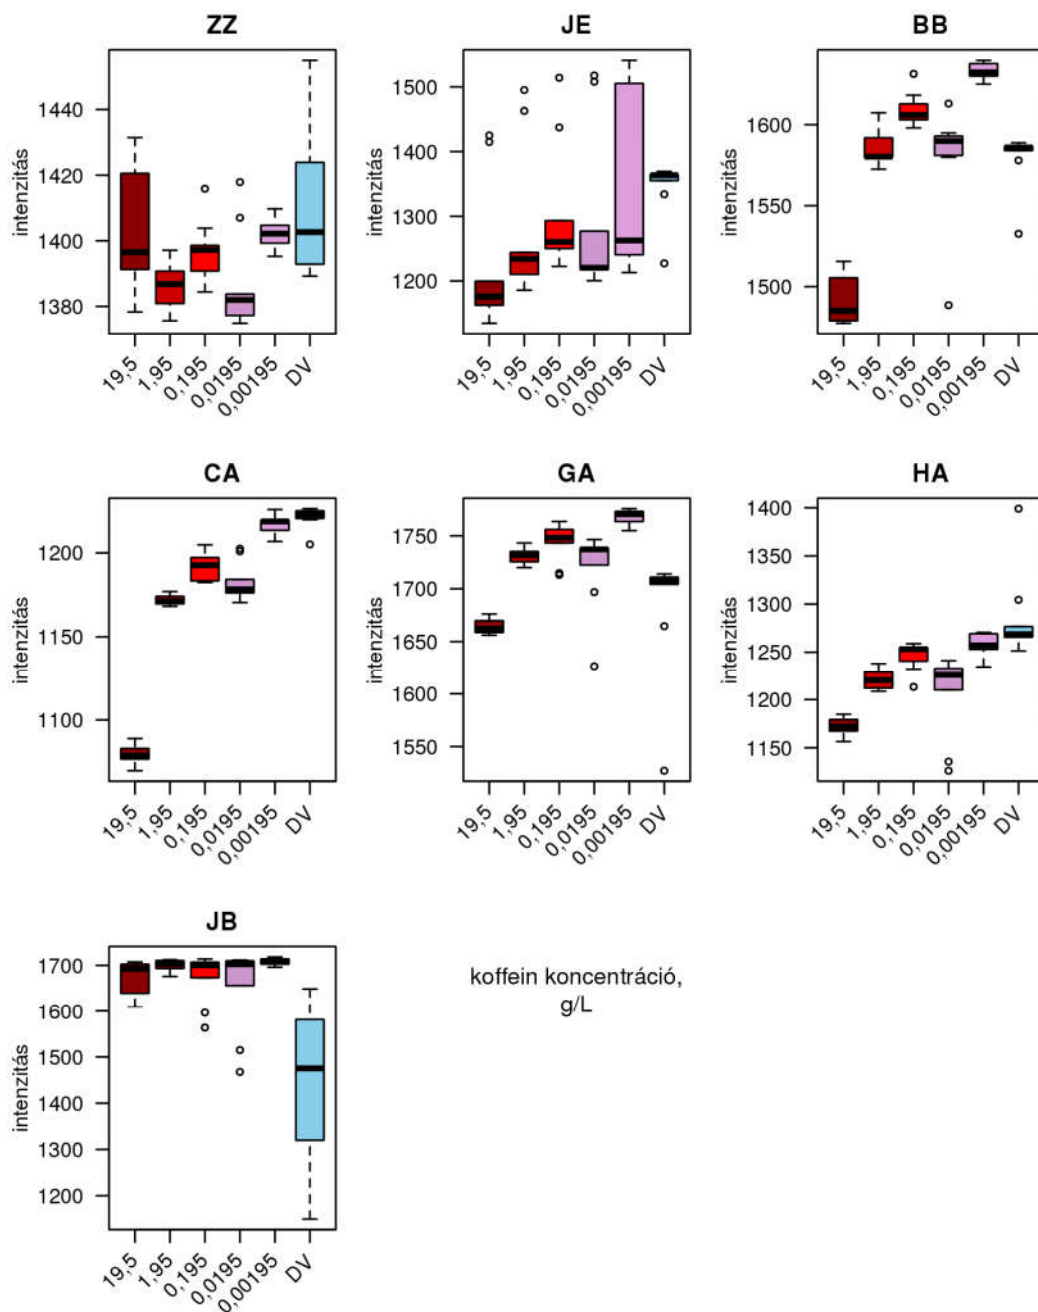 ZZ
intenzitás
1440
1420
1400
1380
19,5
1,95
0,195
0,0195
0,00195
DV
JE
intenzitás
1500
1400
1300
1200
19,5
1,95
0,195
0,0195
0,00195
DV
BB
intenzitás
1600
1550
1500
19,5
1,95
0,195
0,0195
0,00195
DV
CA
intenzitás
1200
1150
1100
19,5
1,95
0,195
0,0195
0,00195
DV
GA
intenzitás
1750
1700
1650
1600
1550
19,5
1,95
0,195
0,0195
0,00195
DV
HA
intenzitás
1400
1350
1300
1250
1200
1150
19,5
1,95
0,195
0,0195
0,00195
DV
JB
intenzitás
1700
1600
1500
1400
1300
1200
19,5
1,95
0,195
0,0195
0,00195
DV
koffein koncentráció,
g/L